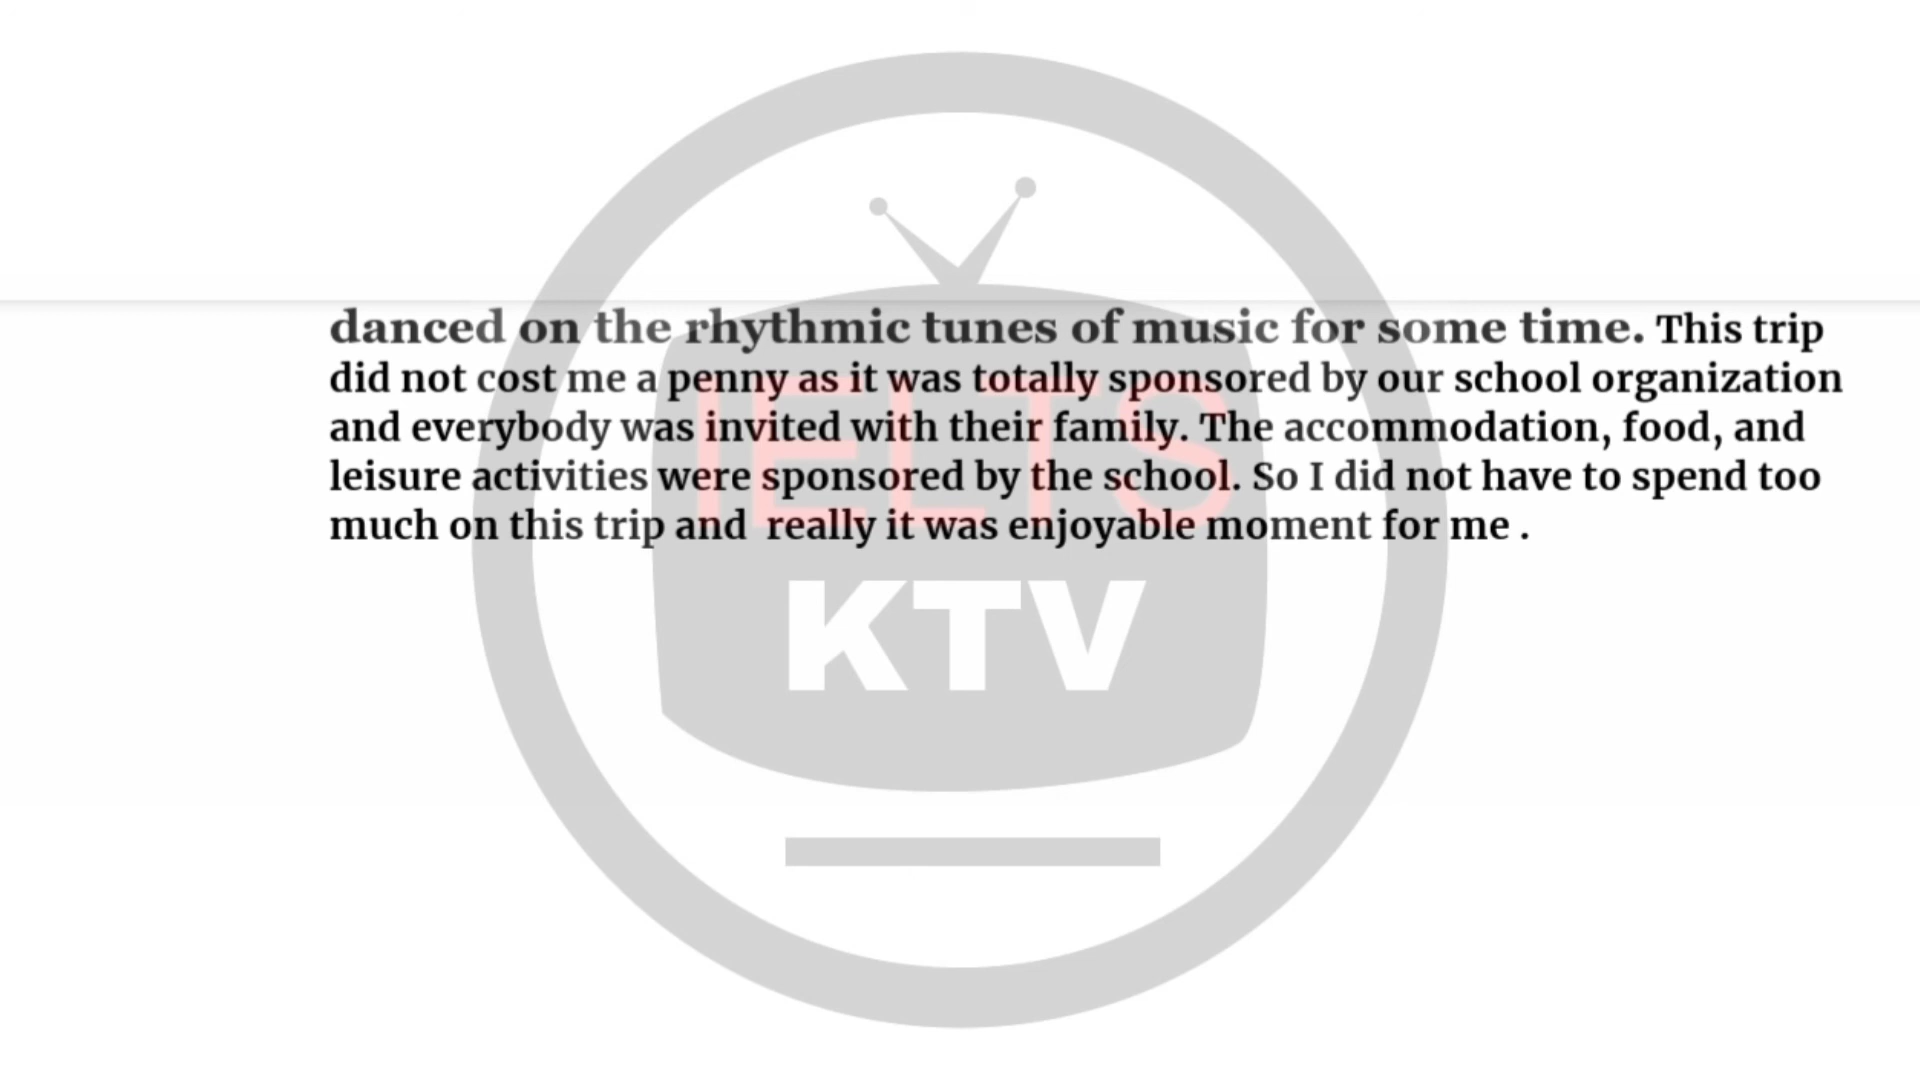 danced on the rhythmic tunes of music for some time. This trip
did not cost me a penny as it was totally sponsored by our school organization
and everybody was invited with their family. The accommodation, food, and
leisure activities were sponsored by the school. So I did not have to spend too
much on this trip and  really it was enjoyable moment for me .
IELTS
KTV